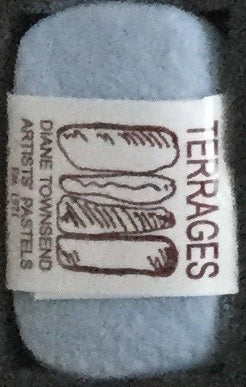 TERRAGES
DIANE TOWNSEND
ARTISTS' PASTELS